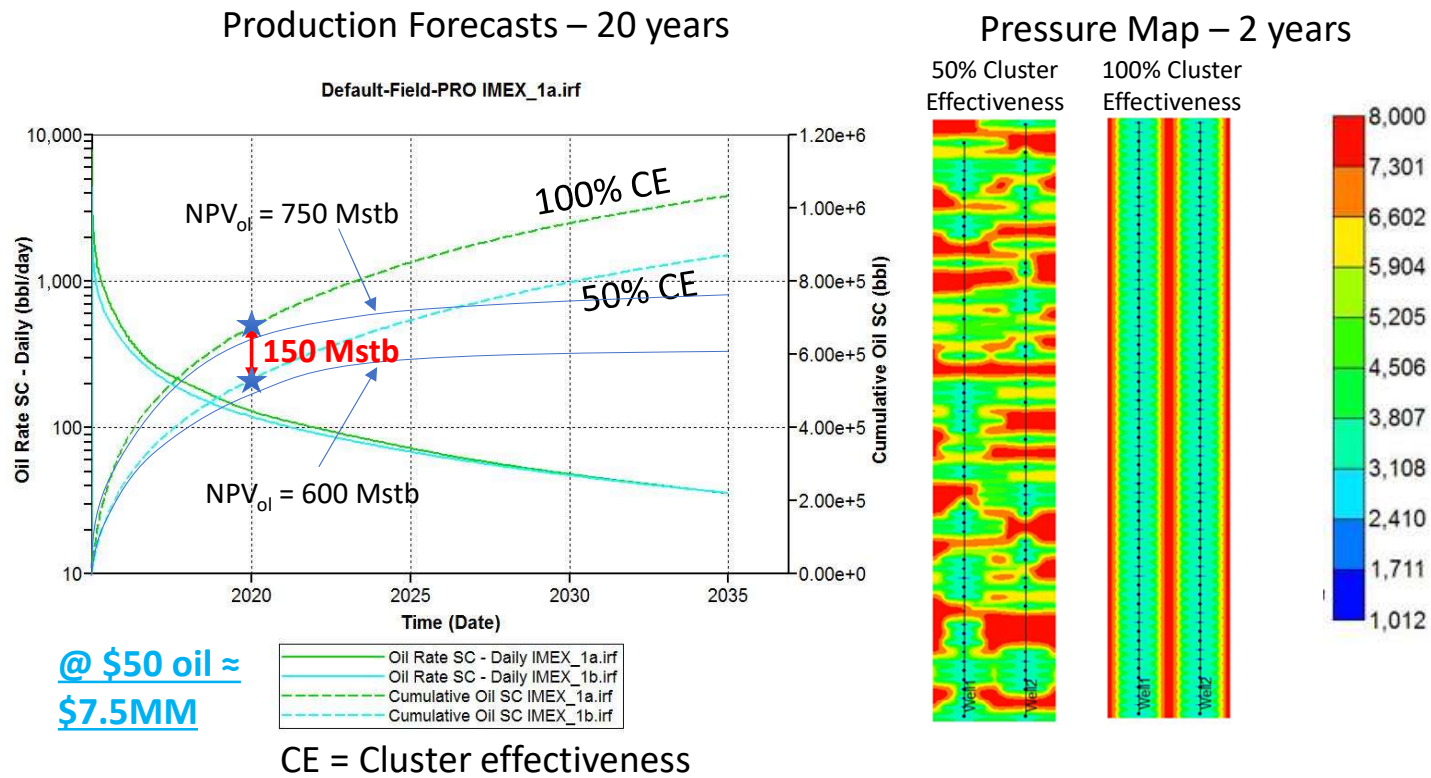 Production Forecasts – 20 years
Default-Field-PRO IMEX_1a.irf
10,000
1,000
100
10
Oil Rate SC - Daily (bbl/day)
1.20e+6
1.00e+6
8.00e+5
6.00e+5
4.00e+5
2.00e+5
0.00e+0
Cumulative Oil SC (bbl)
2020
2025
2030
2035
Time (Date)
100% CE
NPVol = 750 Mstb
50% CE
150 Mstb
NPVol = 600 Mstb
Oil Rate SC - Daily IMEX_1a.irf
Oil Rate SC - Daily IMEX_1b.irf
Cumulative Oil SC IMEX_1a.irf
Cumulative Oil SC IMEX_1b.irf
@ $50 oil ≈
$7.5MM
CE = Cluster effectiveness
Pressure Map – 2 years
50% Cluster
Effectiveness
100% Cluster
Effectiveness
Well1
Well2
Well1
Well2
8,000
7,301
6,602
5,904
5,205
4,506
3,807
3,108
2,410
1,711
1,012